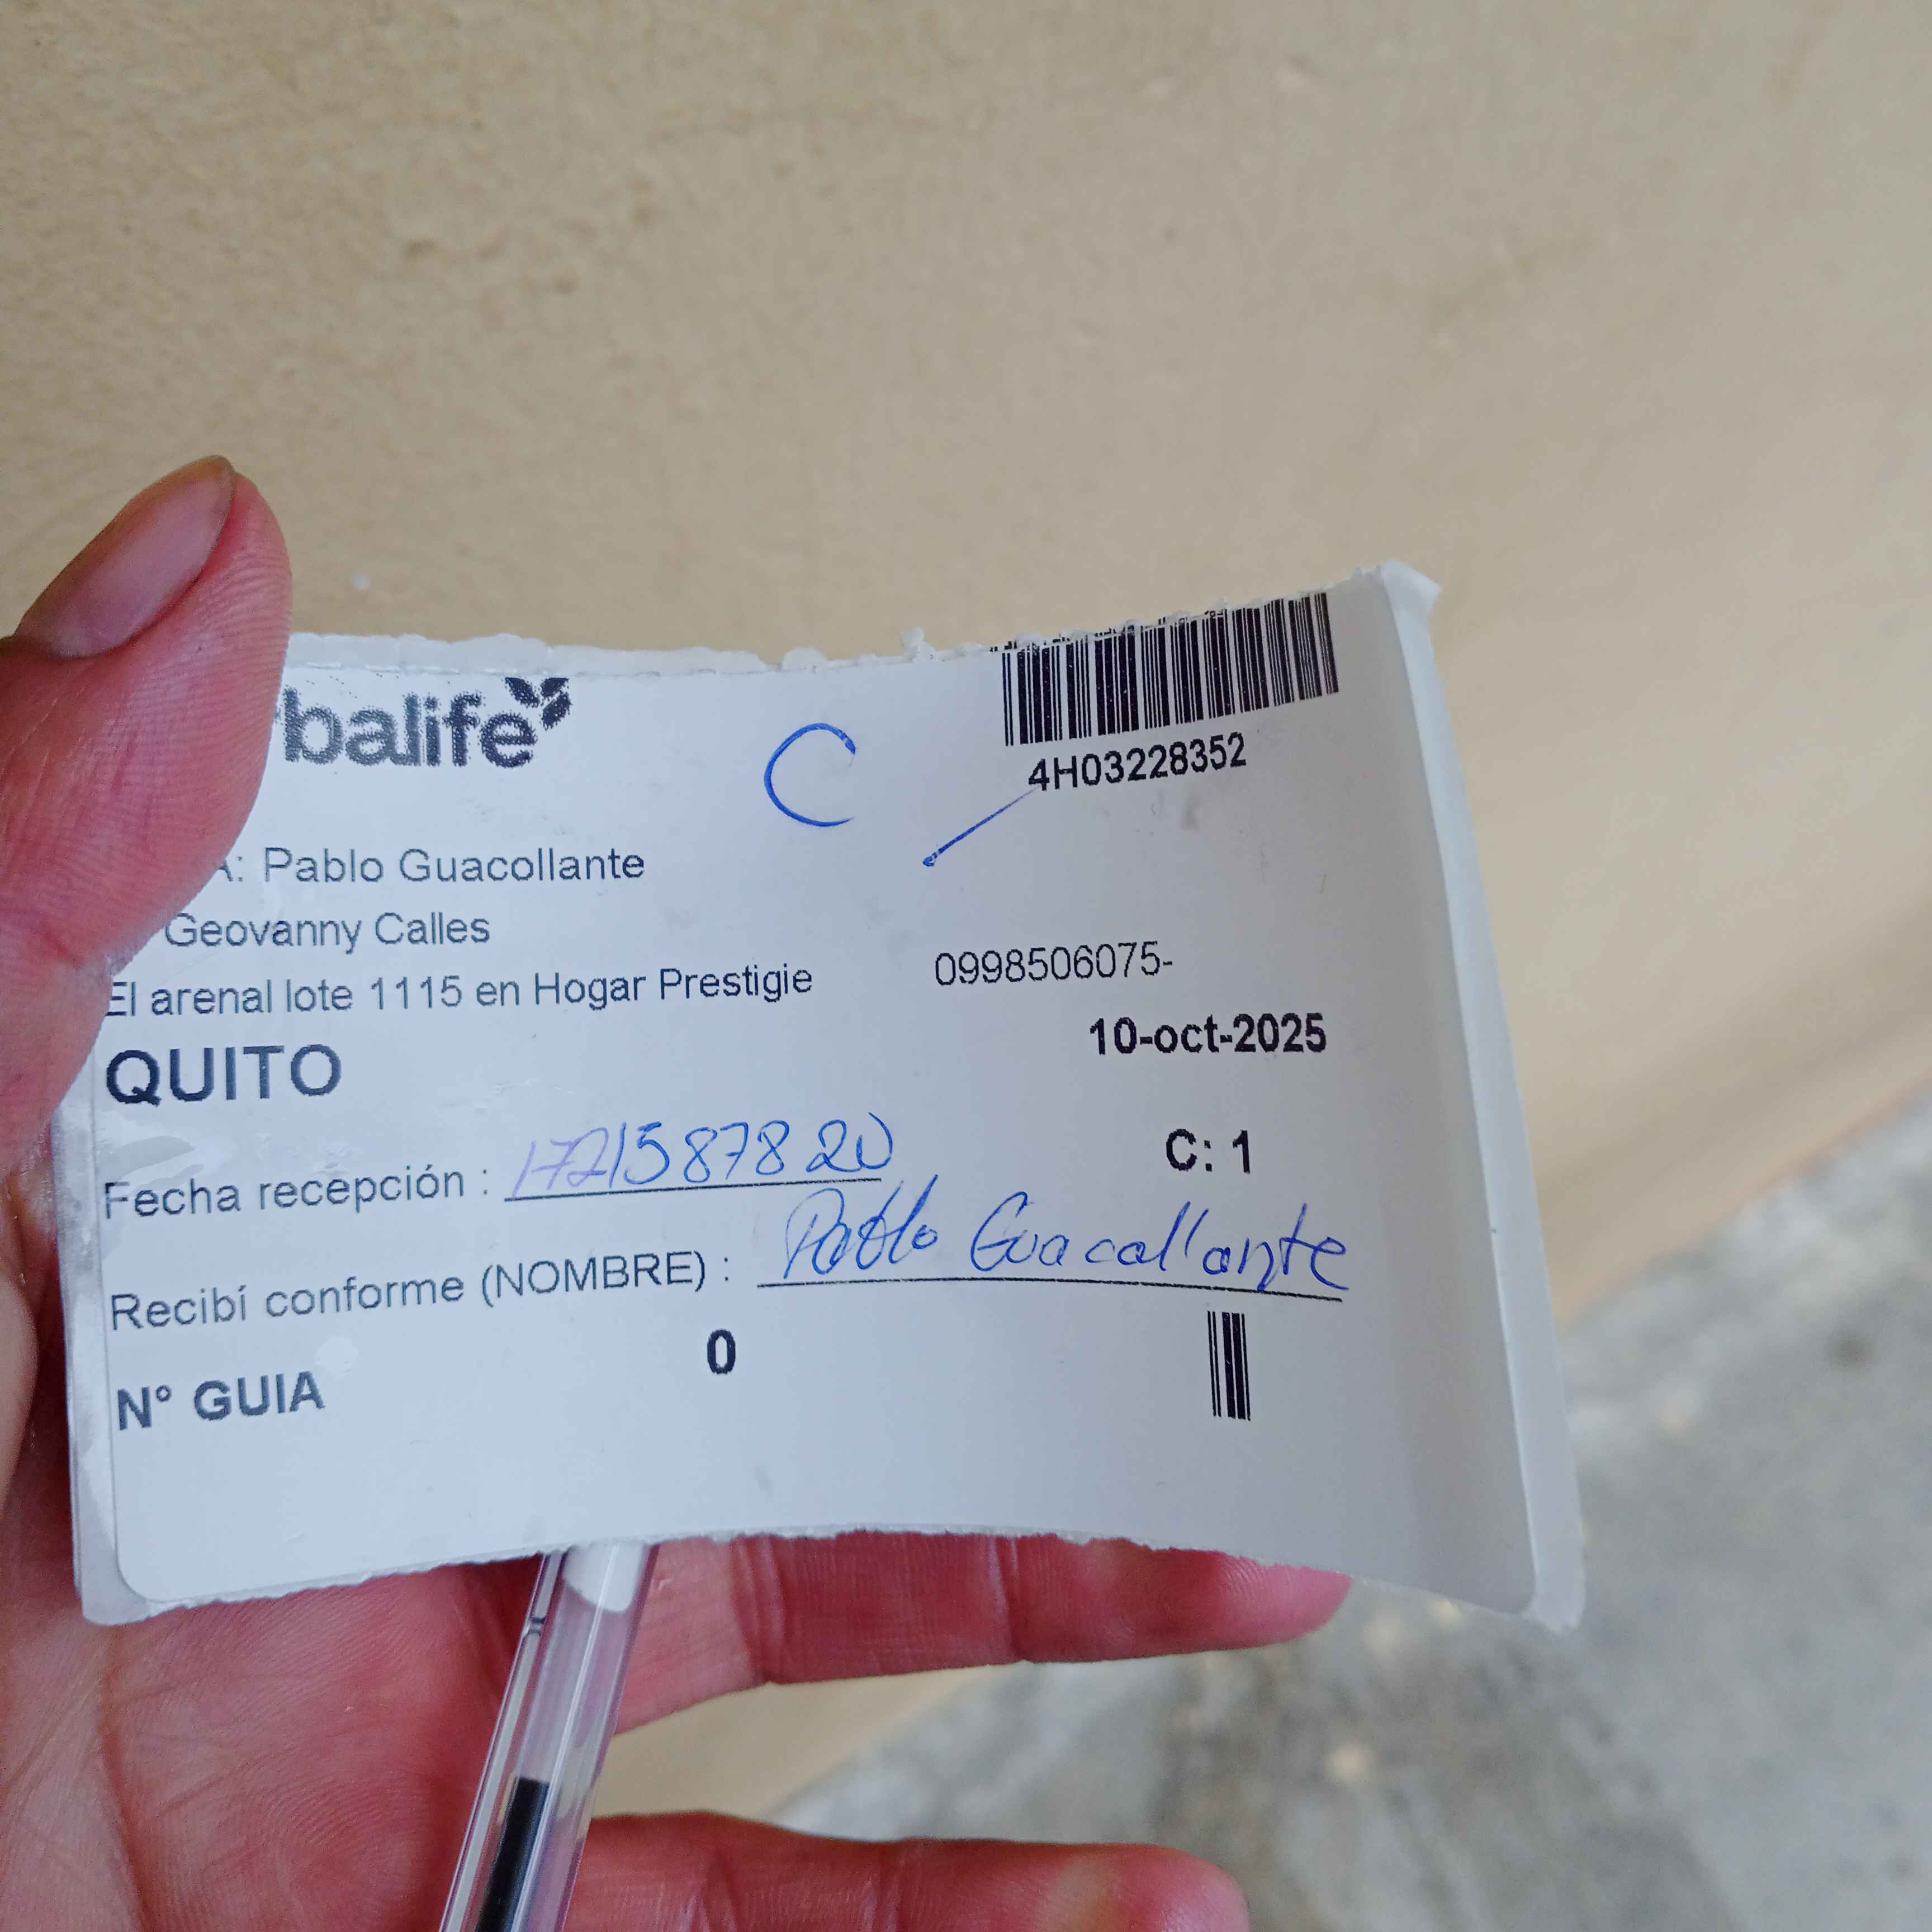 balife
C
4H03228352
A: Pablo Guacollante
Geovanny Calles
El arenal lote 1115 en Hogar Prestigie
0998506075-
QUITO
10-oct-2025
Fecha recepción : 1721587820
C: 1
Recibí conforme (NOMBRE) : Pablo Guacallante
N° GUIA 0